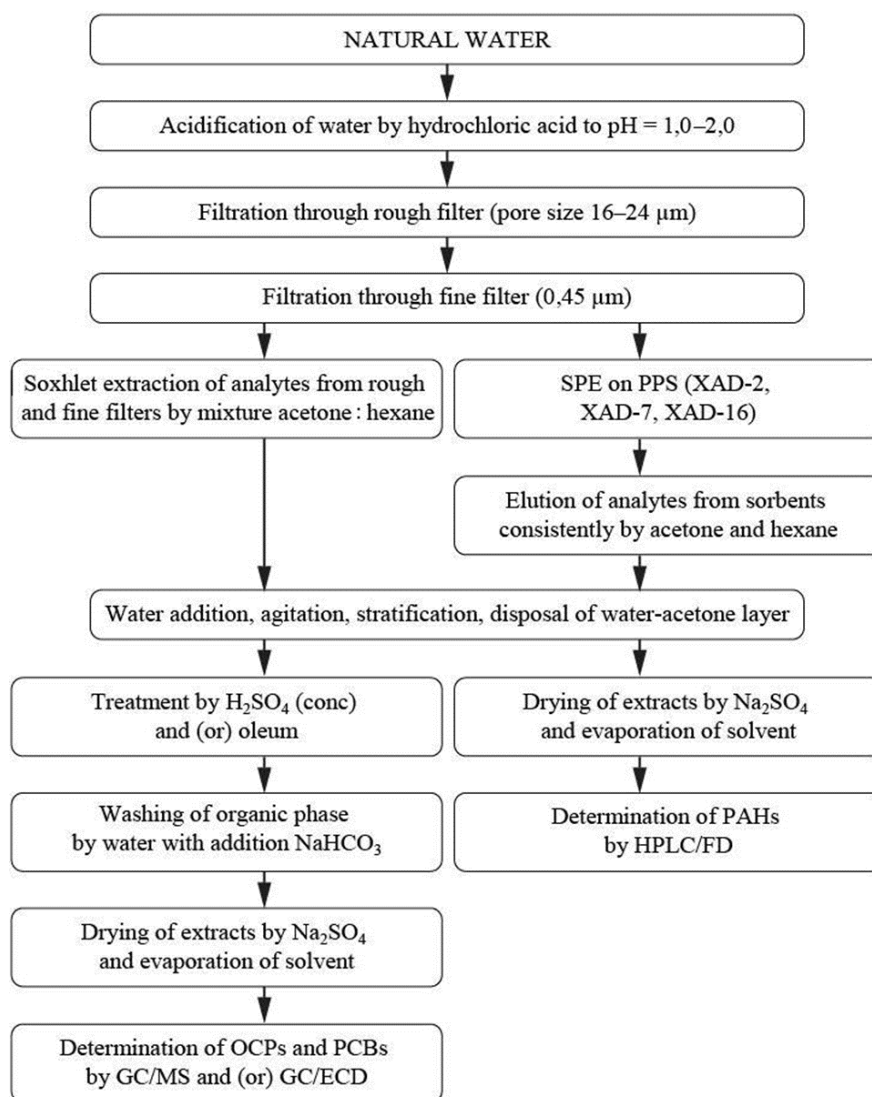 NATURAL WATER
Acidification of water by hydrochloric acid to pH = 1,0–2,0
Filtration through rough filter (pore size 16–24 μm)
Filtration through fine filter (0,45 μm)
Soxhlet extraction of analytes from rough
and fine filters by mixture acetone : hexane
SPE on PPS (XAD-2,
XAD-7, XAD-16)
Elution of analytes from sorbents
consistently by acetone and hexane
Water addition, agitation, stratification, disposal of water-acetone layer
Treatment by H₂SO₄ (conc)
and (or) oleum
Washing of organic phase
by water with addition NaHCO₃
Drying of extracts by Na₂SO₄
and evaporation of solvent
Determination of OCPs and PCBs
by GC/MS and (or) GC/ECD
Drying of extracts by Na₂SO₄
and evaporation of solvent
Determination of PAHs
by HPLC/FD